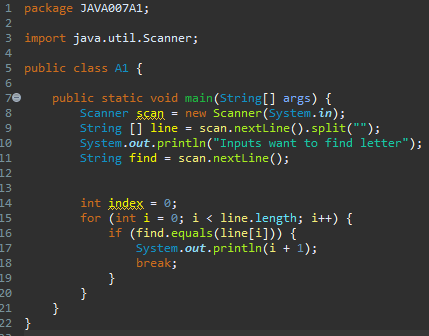 1 package JAVA007A1;
2
3 import java.util.Scanner;
4
5 public class A1 {
6
7     public static void main(String[] args) {
8         Scanner scan = new Scanner(System.in);
9         String [] line = scan.nextLine().split("");
10         System.out.println("Inputs want to find letter");
11         String find = scan.nextLine();
12
13
14         int index = 0;
15         for (int i = 0; i < line.length; i++) {
16             if (find.equals(line[i])) {
17                 System.out.println(i + 1);
18                 break;
19             }
20         }
21     }
22 }